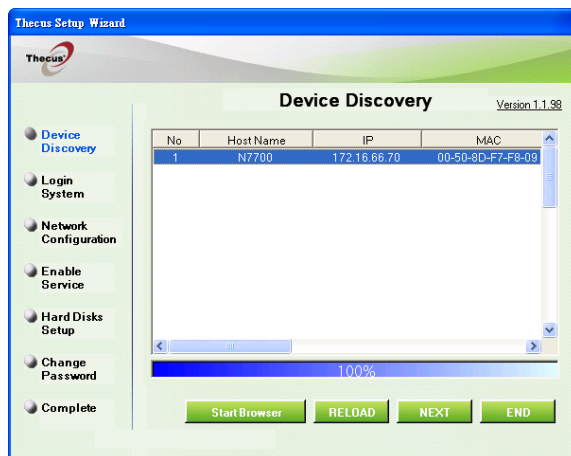 Thecus Setup Wizard
Thecus
Device Discovery
Version 1.1.98
Device
Discovery
Login
System
Network
Configuration
Enable
Service
Hard Disks
Setup
Change
Password
Complete
No Host Name IP MAC
1 N7700 172.16.66.70 00-50-8D-F7-F8-09
100%
Start Browser RELOAD NEXT END